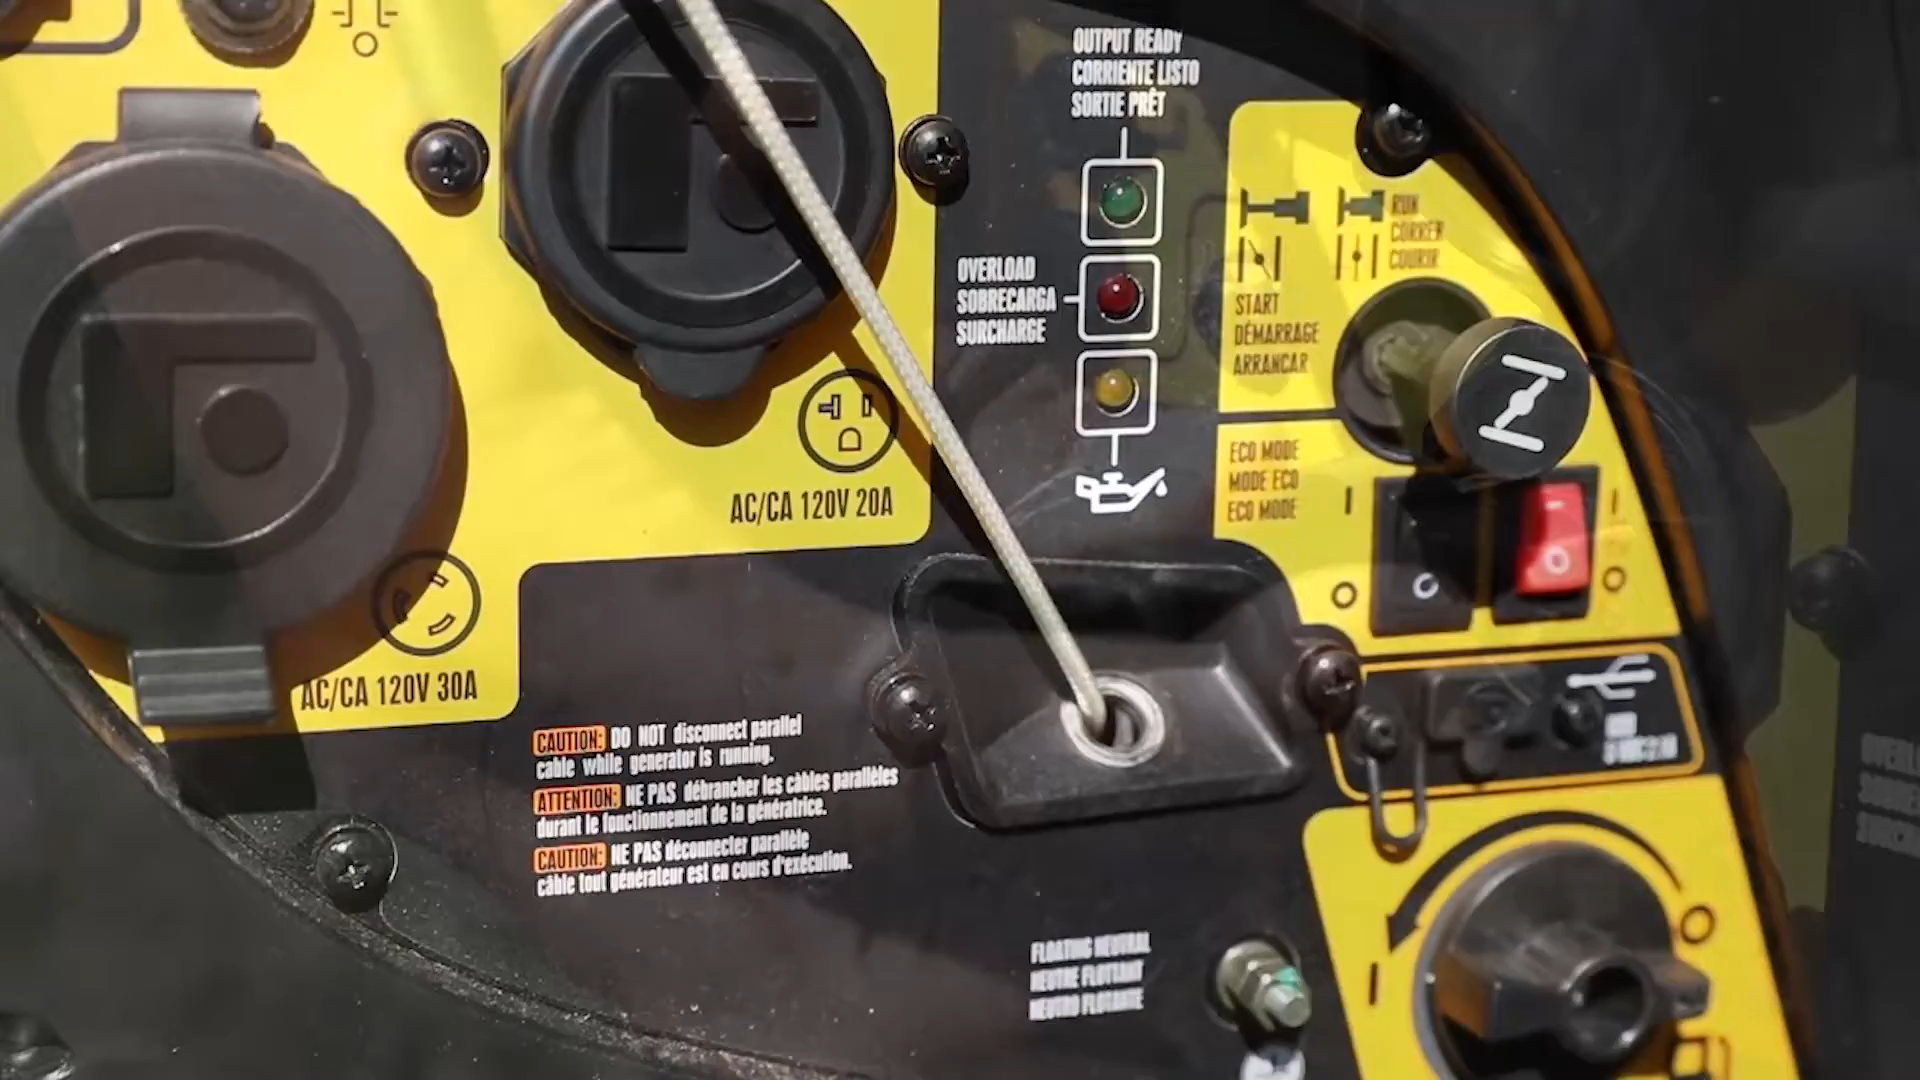 OUTPUT READY
CORRIENTE LISTO
SORTIE PRÊT
OVERLOAD
SOBRECARGA
SURCHARGE
RUN
CORRER
COURIR
START
DÉMARRAGE
ARRANCAR
ECO MODE
MODE ECO
ECO MODE
AC/CA 120V 20A
AC/CA 120V 30A
CAUTION: DO NOT disconnect parallel
cable while generator is running.
ATTENTION: NE PAS débrancher les câbles parallèles
durant le fonctionnement de la génératrice.
CAUTION: NE PAS déconnecter parallèle
câble tout générateur est en cours d'exécution.
FLOATING NEUTRAL
NEUTRE FLOTTANT
NEUTRO FLOTANTE